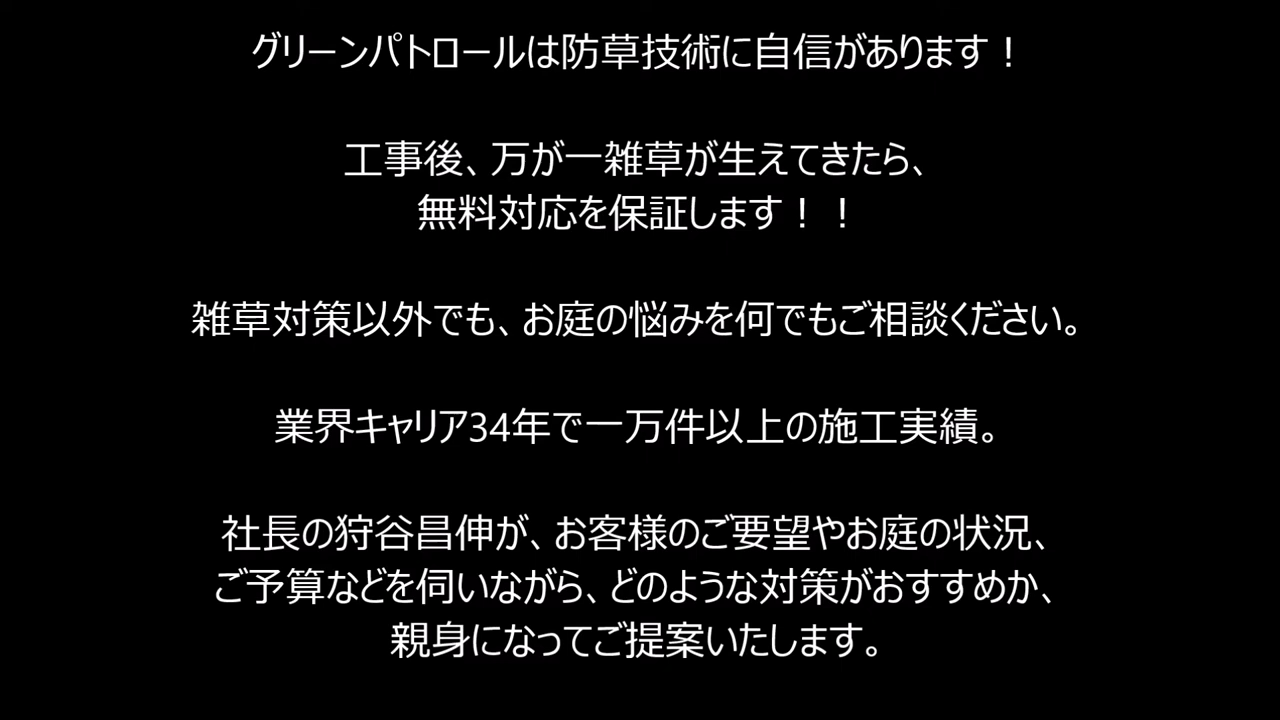 グリーンパトロールは防草技術に自信があります！
工事後、万が一雑草が生えてきたら、
無料対応を保証します！！
雑草対策以外でも、お庭の悩みを何でもご相談ください。
業界キャリア34年で一万件以上の施工実績。
社長の狩谷昌伸が、お客様のご要望やお庭の状況、
ご予算などを伺いながら、どのような対策がおすすめか、
親身になってご提案いたします。